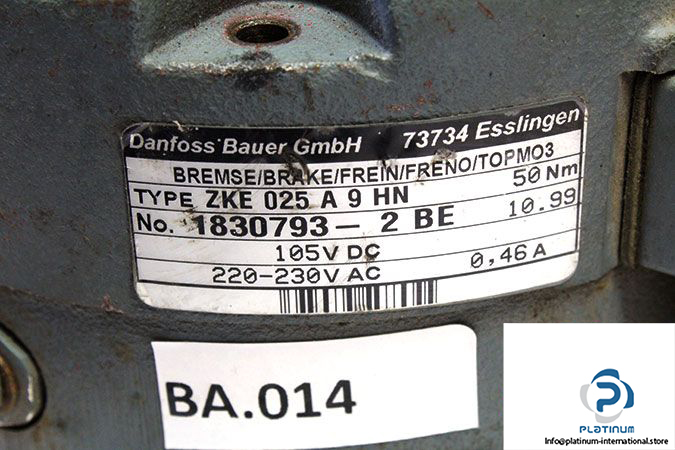 Danfoss Bauer GmbH 73734 Esslingen
BREMSE/BRAKE/FREIN/FRENO/TOPMO3
TYPE ZKE 025 A 9 HN 50 Nm
No. 1830793-2 BE 10.99
105V DC
220-230V AC 0,46 A
BA.014
PLATINUM
Info@platinum-international.store